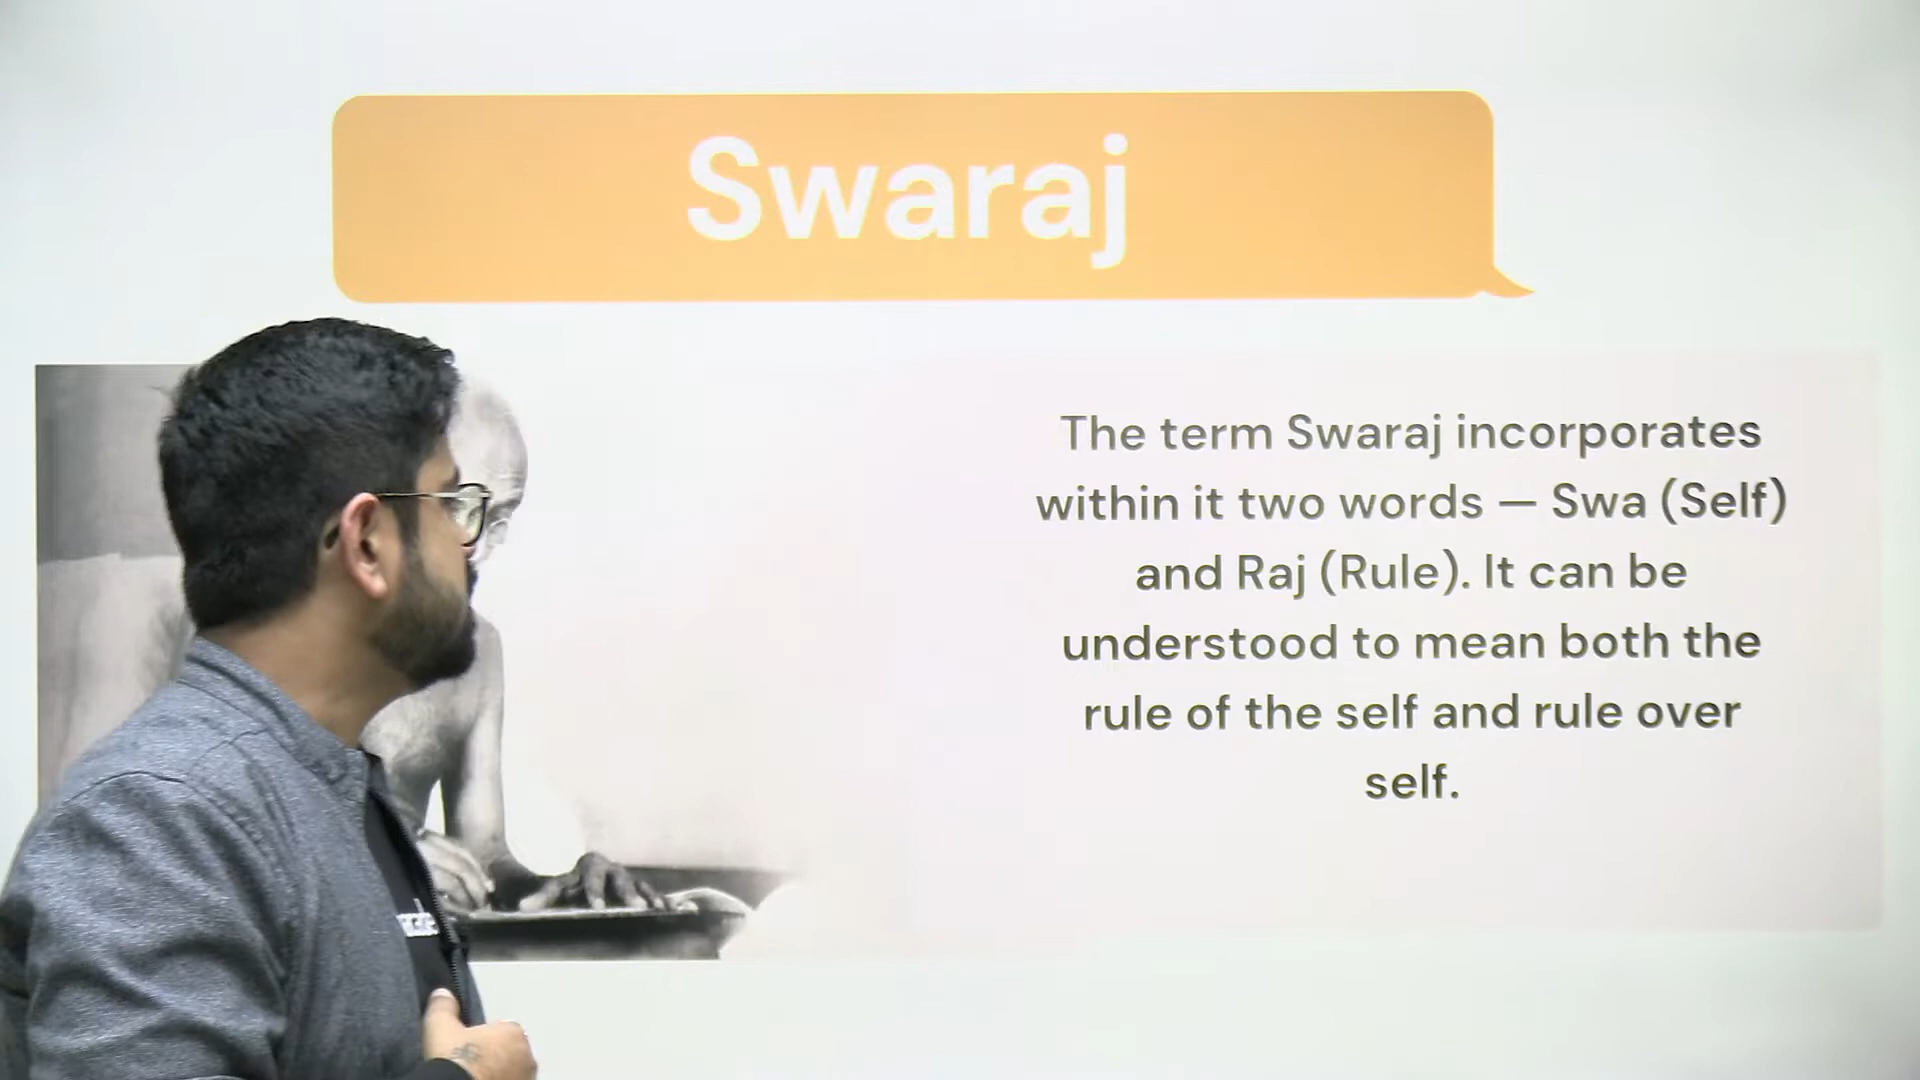 Swaraj
The term Swaraj incorporates
within it two words — Swa (Self)
and Raj (Rule). It can be
understood to mean both the
rule of the self and rule over
self.